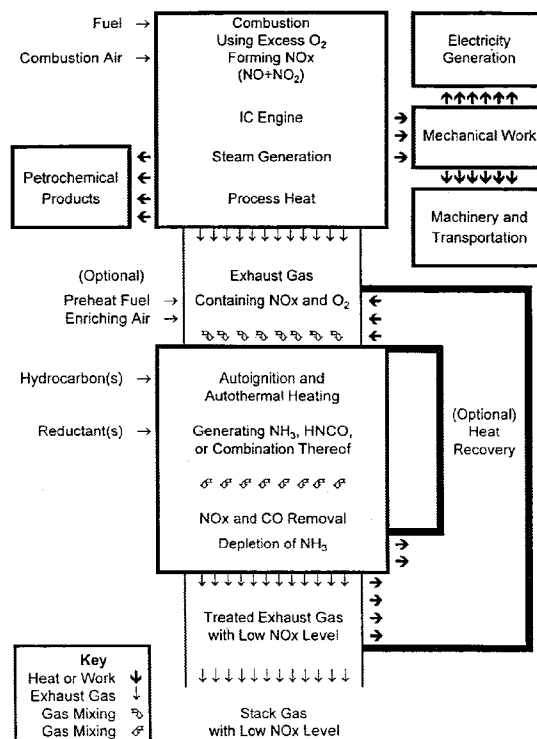 Fuel →
Combustion Air →
Combustion
Using Excess O₂
Forming NOx
(NO+NO₂)
IC Engine
Steam Generation
Process Heat
Electricity
Generation
Mechanical Work
Machinery and
Transportation
Petrochemical
Products
(Optional)
Preheat Fuel →
Enriching Air →
Exhaust Gas
Containing NOx and O₂
Hydrocarbon(s) →
Reductant(s) →
Autoignition and
Autothermal Heating
Generating NH₃, HNCO,
or Combination Thereof
NOx and CO Removal
Depletion of NH₃
(Optional)
Heat
Recovery
Treated Exhaust Gas
with Low NOx Level
Key
Heat or Work
Exhaust Gas
Gas Mixing
Gas Mixing
Stack Gas
with Low NOx Level